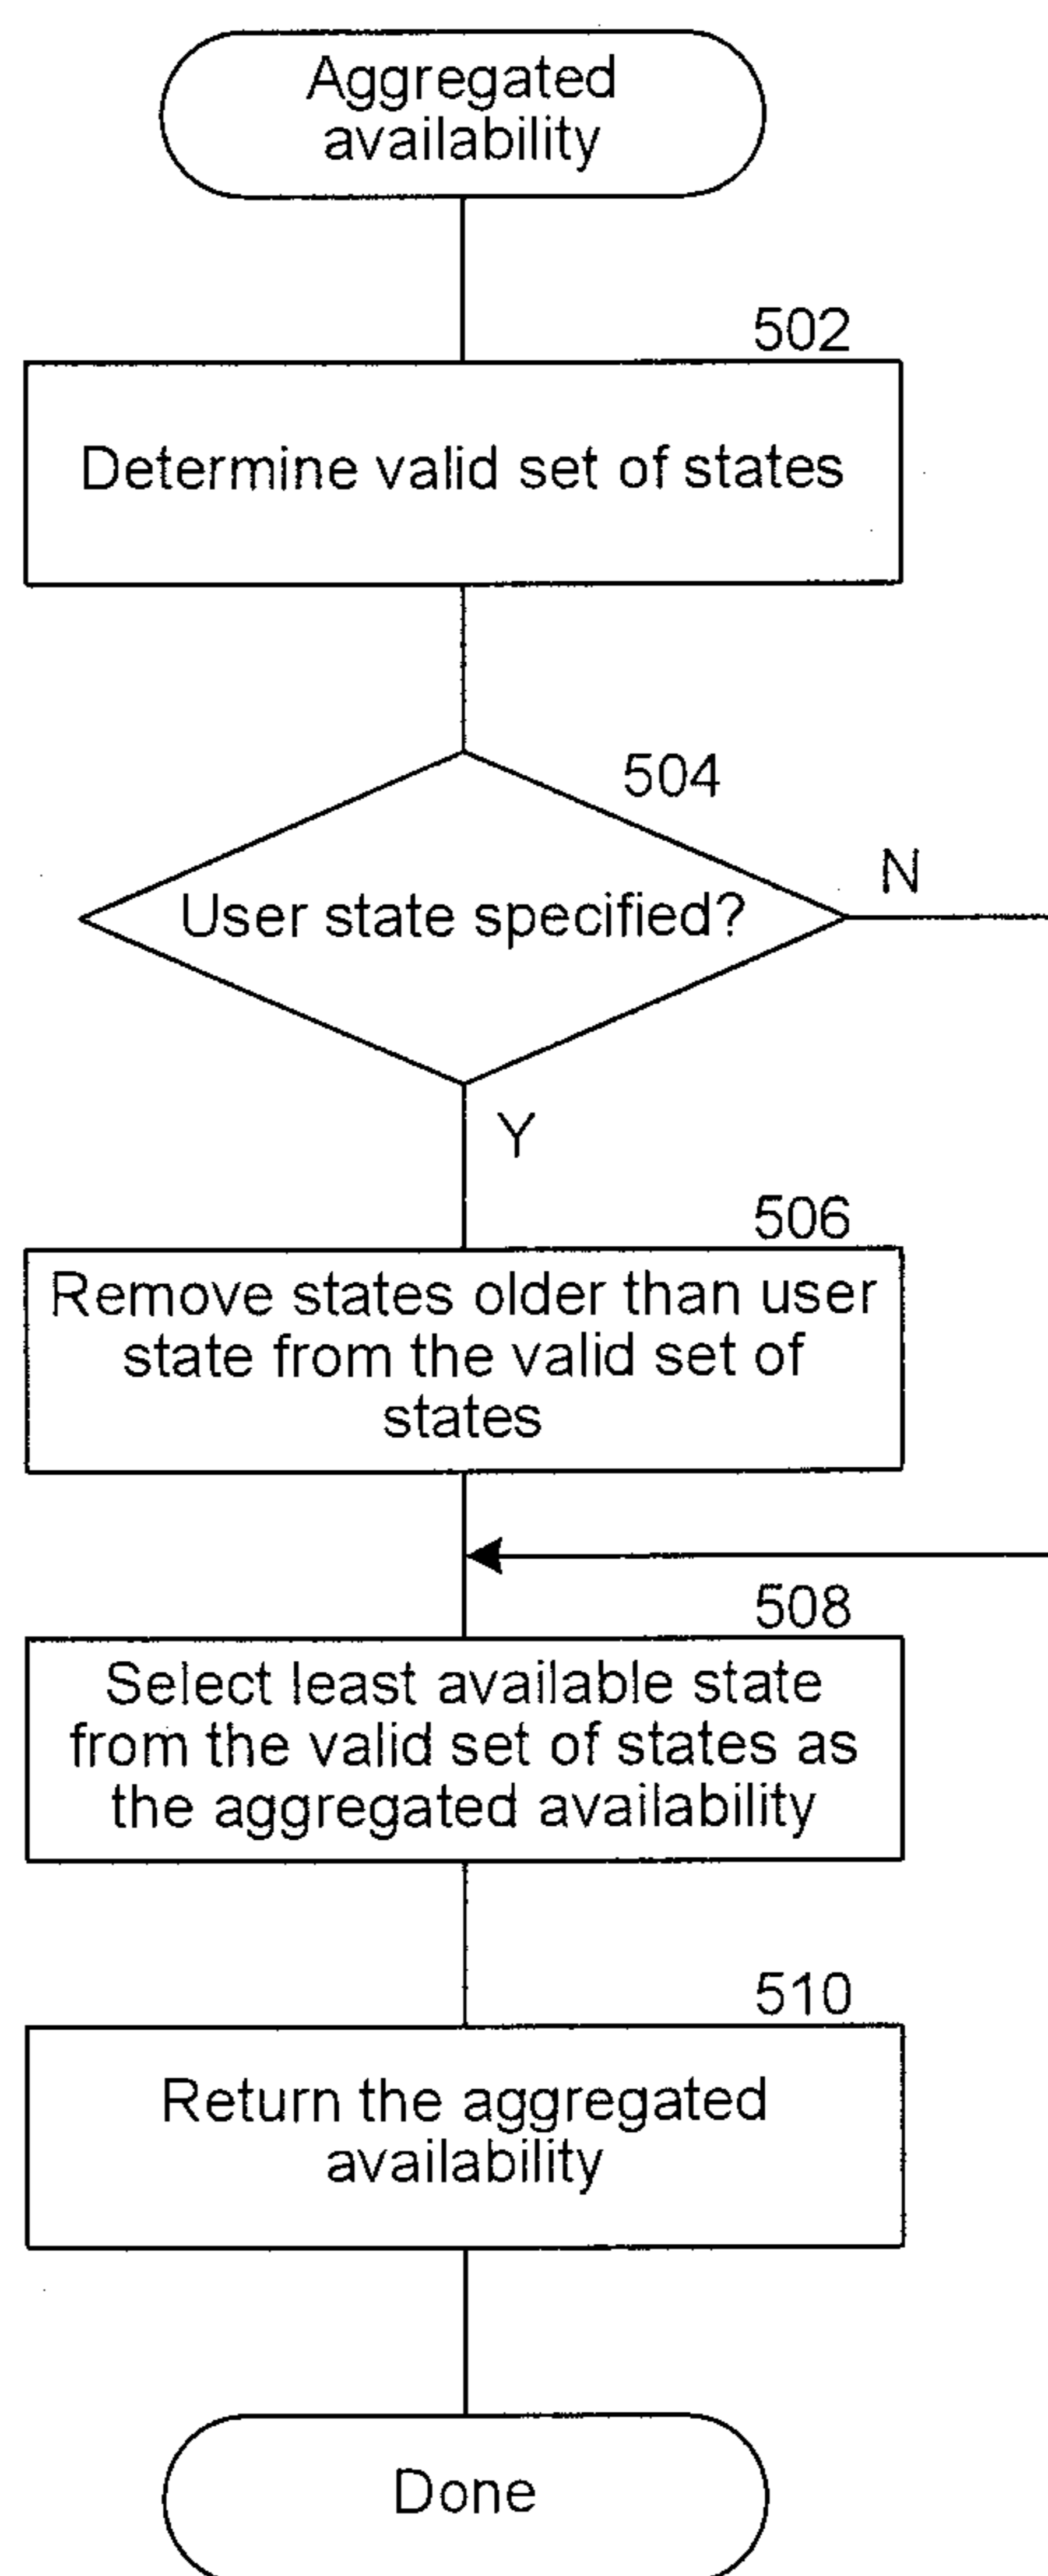 Aggregated
availability
502
Determine valid set of states
504
User state specified?
N
Y
506
Remove states older than user
state from the valid set of
states
508
Select least available state
from the valid set of states as
the aggregated availability
510
Return the aggregated
availability
Done